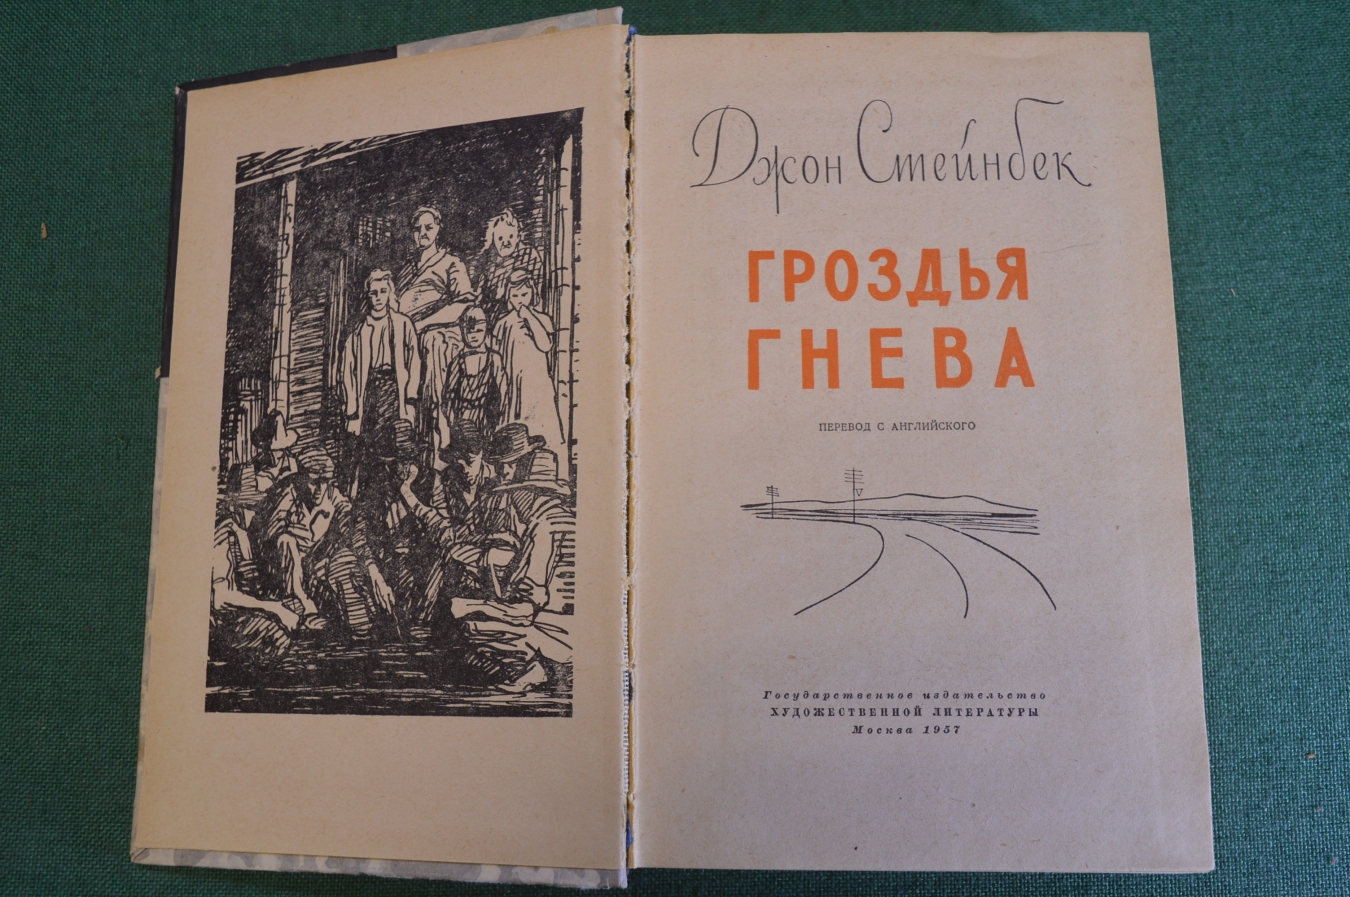 Джон Стейнбек
ГРОЗДЬЯ
ГНЕВА
ПЕРЕВОД С АНГЛИЙСКОГО
Государственное издательство
ХУДОЖЕСТВЕННОЙ ЛИТЕРАТУРЫ
Москва 1957